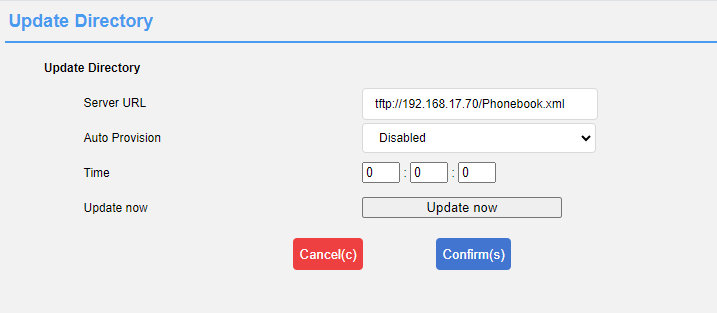 Update Directory
Update Directory
Server URL tftp://192.168.17.70/Phonebook.xml
Auto Provision Disabled
Time 0 : 0 : 0
Update now Update now
Cancel(c) Confirm(s)